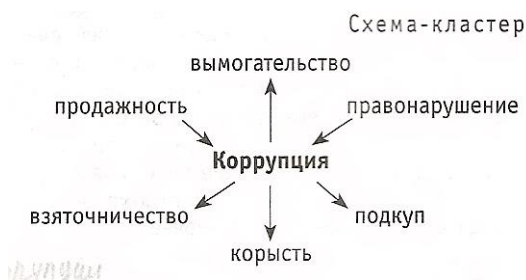 Схема-кластер
вымогательство
продажность
правонарушение
Коррупция
взяточничество
подкуп
корысть